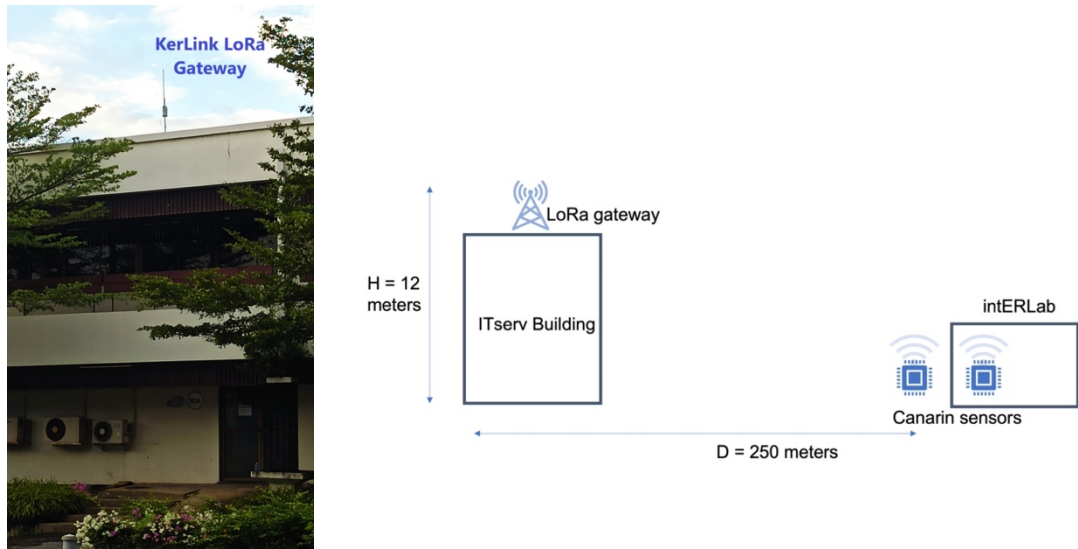 KerLink LoRa
Gateway
LoRa gateway
H = 12
meters
ITserv Building
intERLab
Canarin sensors
D = 250 meters